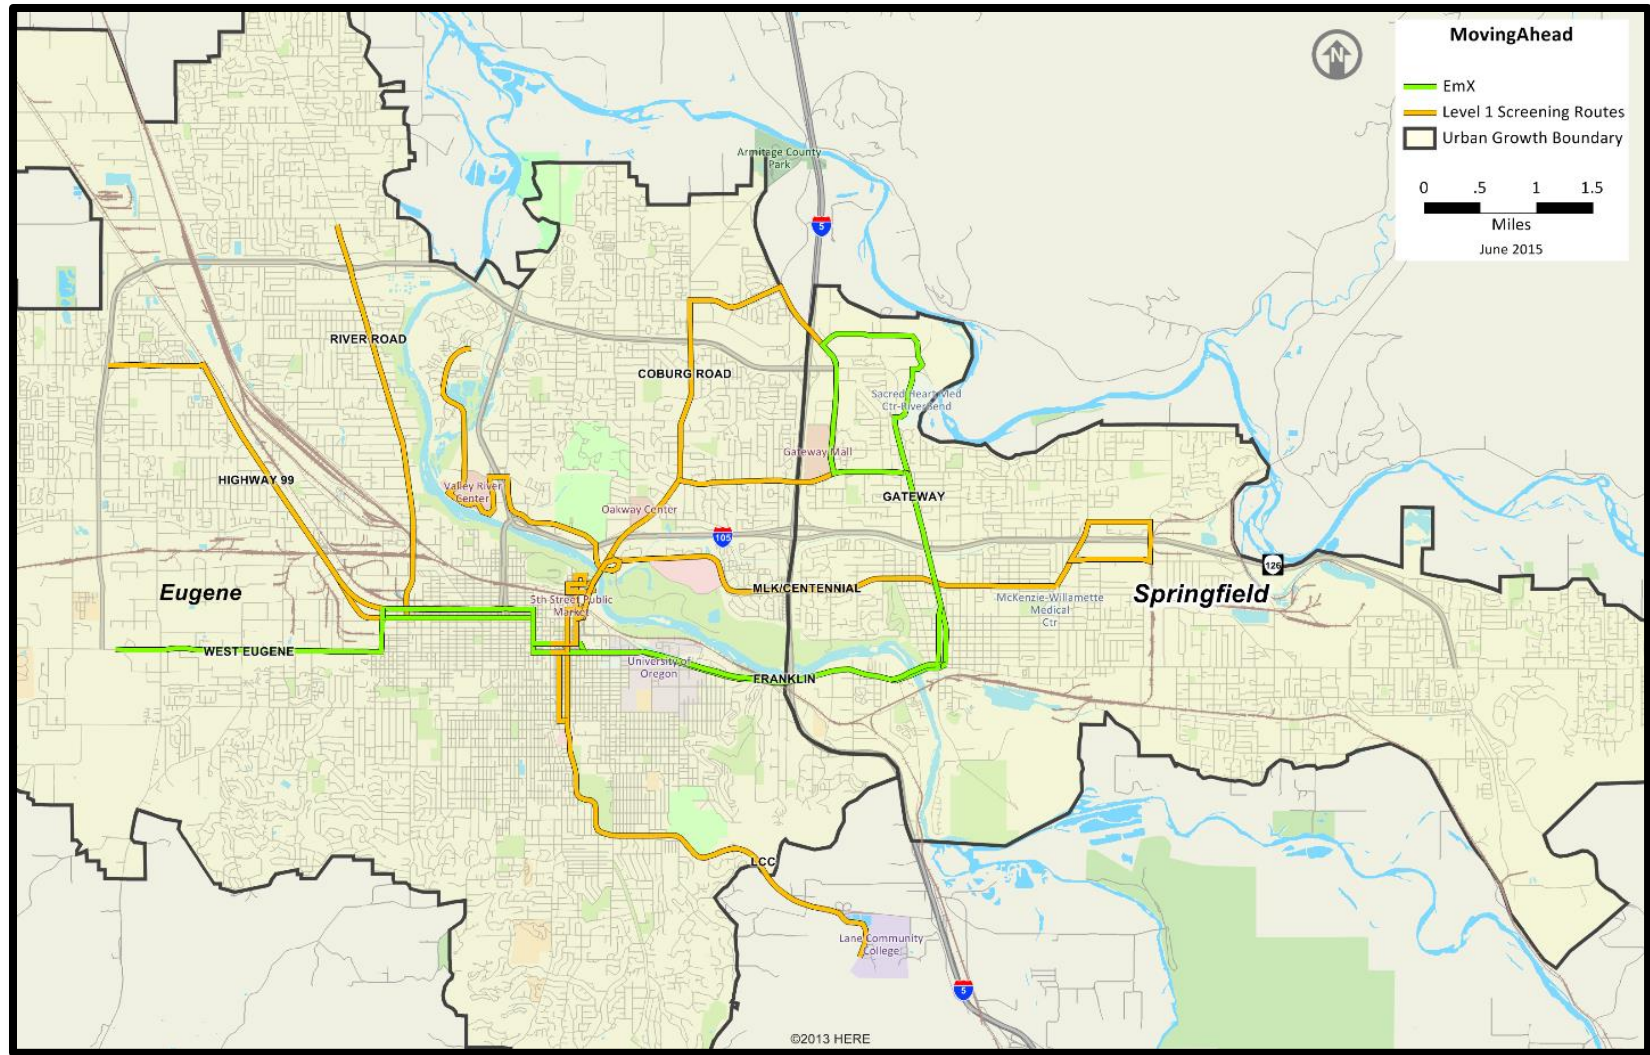 MovingAhead
EmX
Level 1 Screening Routes
Urban Growth Boundary
0 .5 1 1.5
Miles
June 2015
N
Armitage County
Park
5
RIVER ROAD
COBURG ROAD
Sacred Heart Med
Ctr-RiverBend
Gateway Mall
HIGHWAY 99
Valley River
Center
GATEWAY
Oakway Center
105
126
Eugene
5th Street Public
Market
MLK/CENTENNIAL
McKenzie-Willamette
Medical
Ctr
Springfield
WEST EUGENE
University of
Oregon
FRANKLIN
LCC
Lane Community
College
5
©2013 HERE